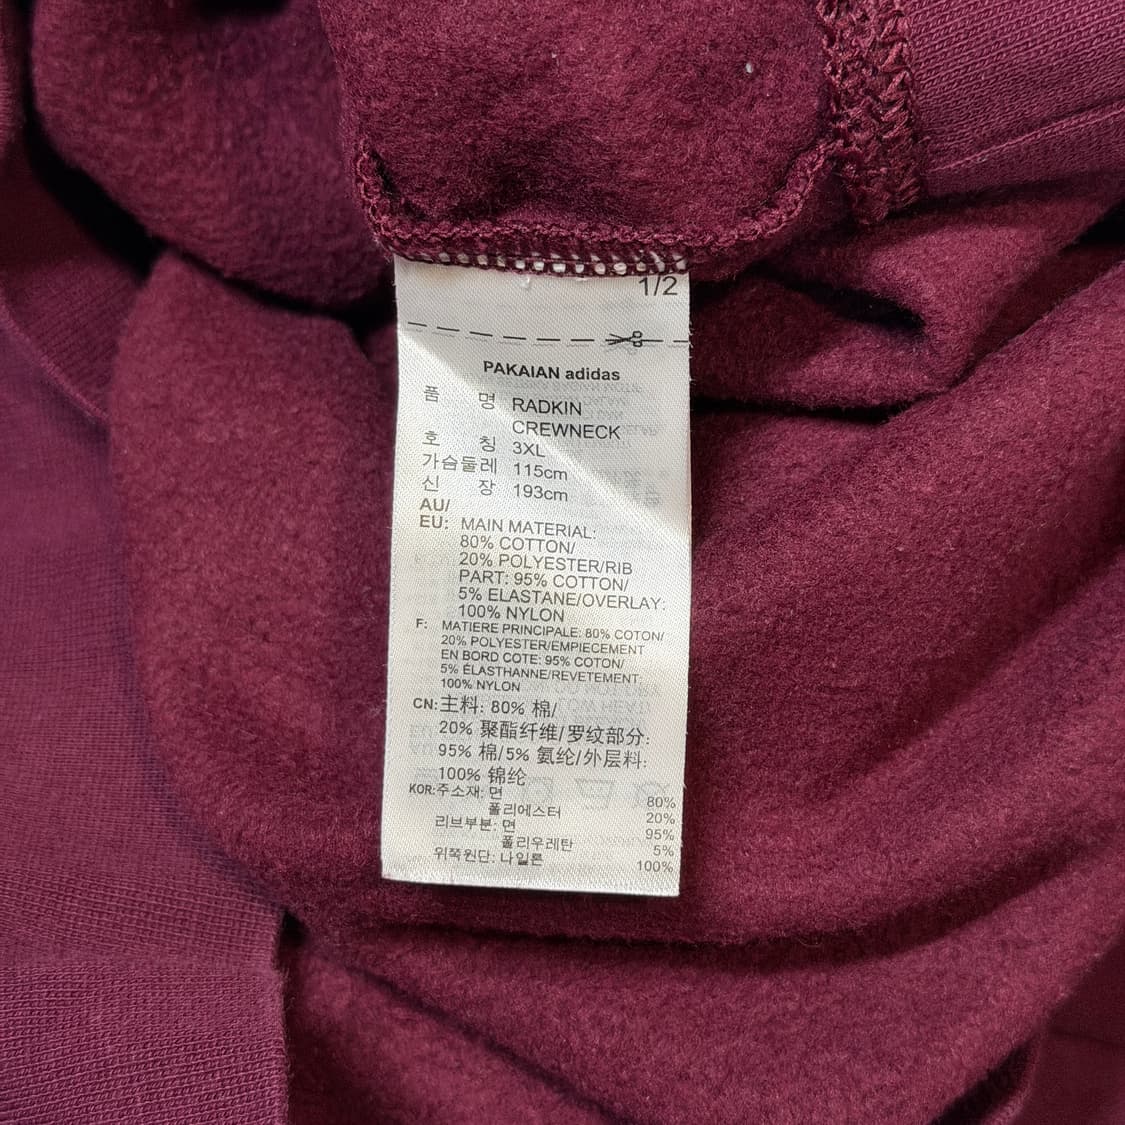 1/2
PAKAIAN adidas
품 명 RADKIN
CREWNECK
호 칭 3XL
가슴둘레 115cm
신 장 193cm
AU/
EU: MAIN MATERIAL:
80% COTTON/
20% POLYESTER/RIB
PART: 95% COTTON/
5% ELASTANE/OVERLAY:
100% NYLON
F: MATIERE PRINCIPALE: 80% COTON/
20% POLYESTER/EMPIECEMENT
EN BORD COTE: 95% COTON/
5% ÉLASTHANNE/REVETEMENT:
100% NYLON
CN:主料: 80% 棉/
20% 聚酯纤维/罗纹部分:
95% 棉/5% 氨纶/外层料:
100% 锦纶
KOR:주소재: 면 80%
폴리에스터 20%
리브부분: 면 95%
폴리우레탄 5%
위쪽원단: 나일론 100%